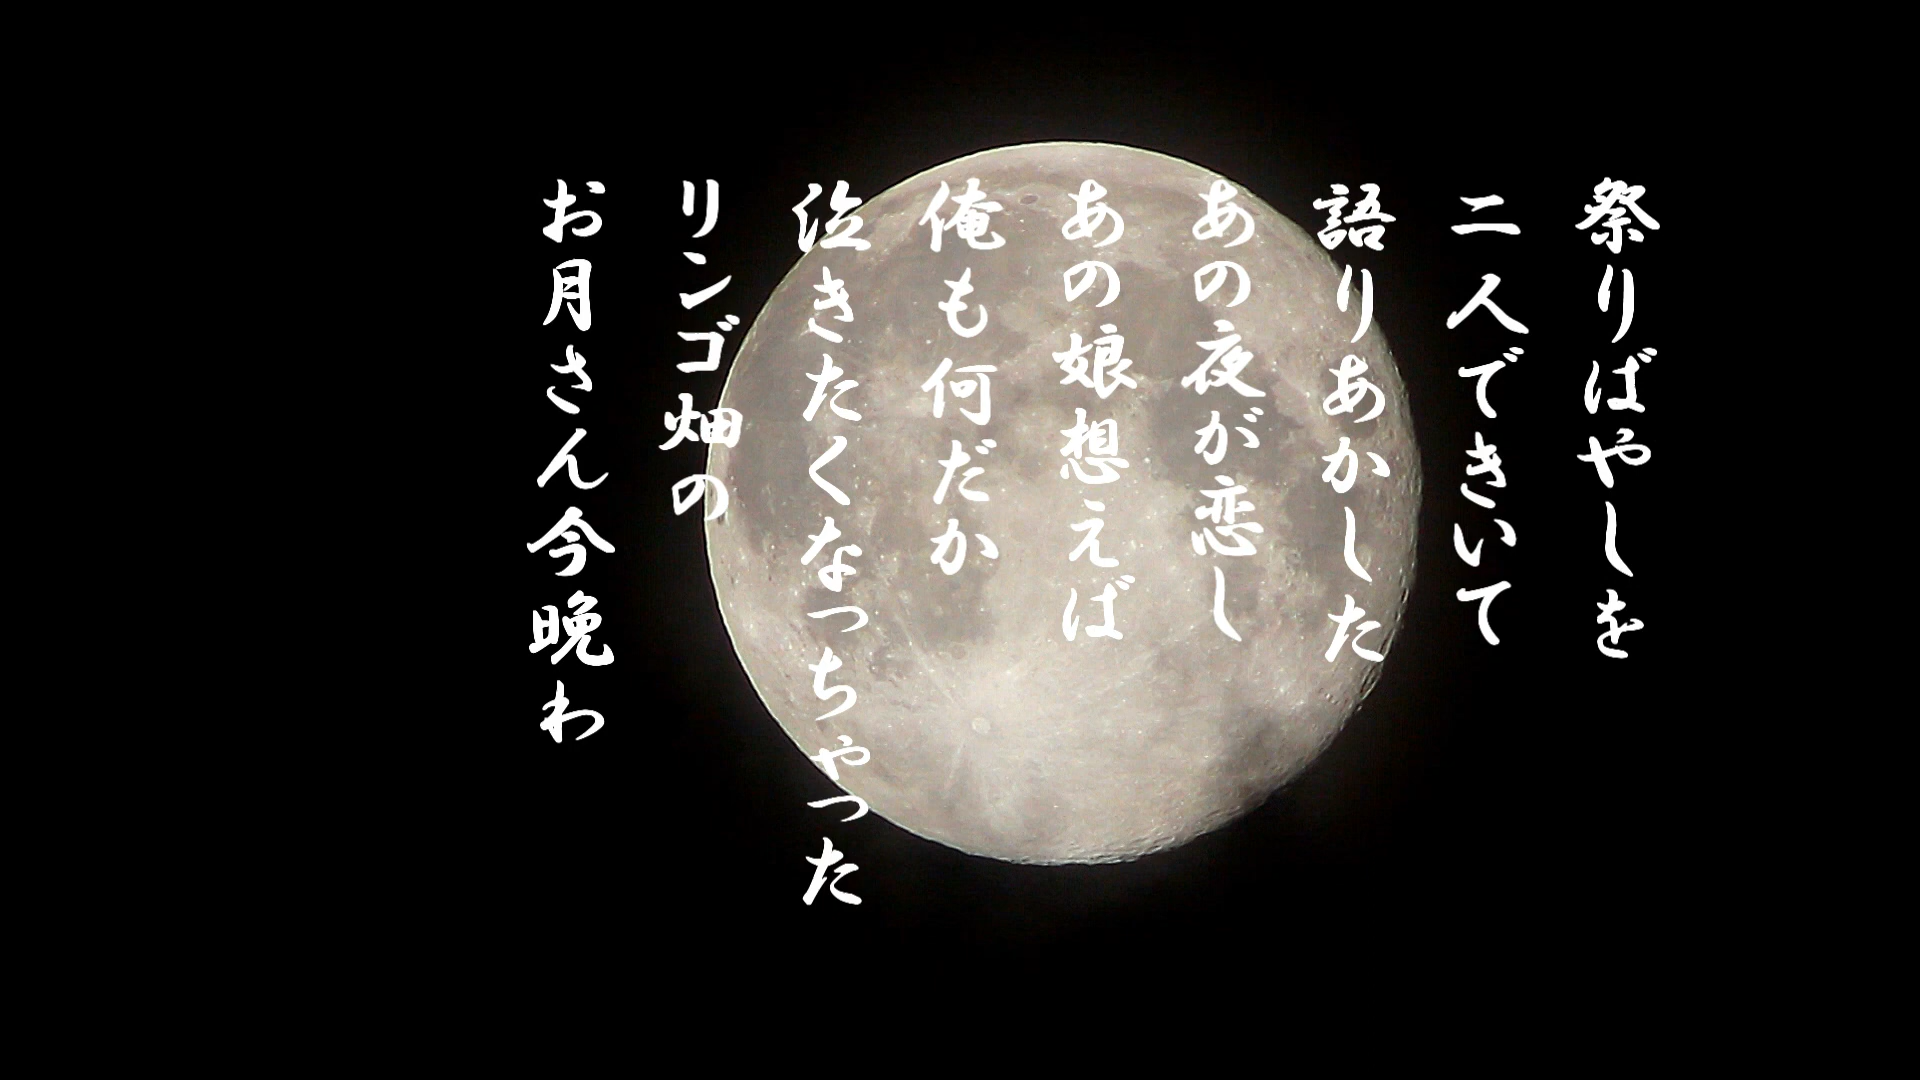 祭りばやしを
二人できいて
語りあかした
あの夜が恋し
あの娘想えば
俺も何だか
泣きたくなっちゃった
リンゴ畑の
お月さん今晩わ